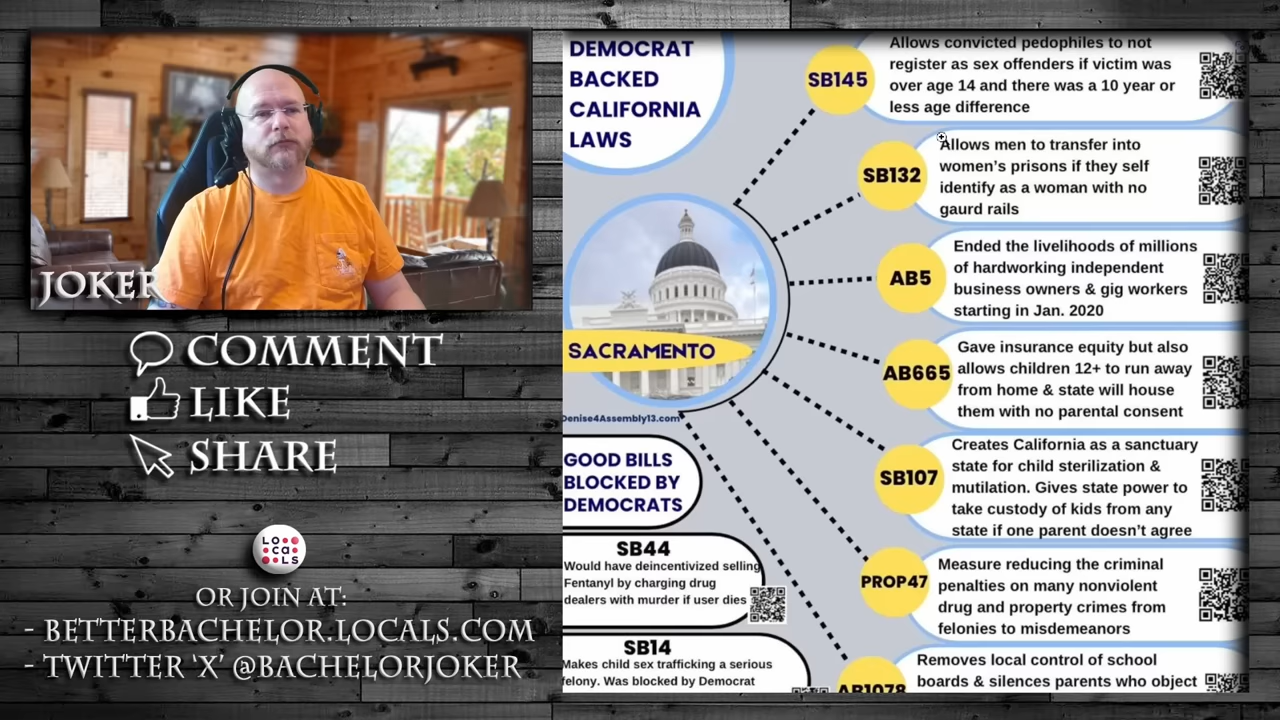 JOKER
COMMENT
LIKE
SHARE
LOcaLS
OR JOIN AT:
- BETTERBACHELOR.LOCALS.COM
- TWITTER 'X' @BACHELORJOKER
DEMOCRAT
BACKED
CALIFORNIA
LAWS
SACRAMENTO
Denise4Assembly13.com
SB145
Allows convicted pedophiles to not
register as sex offenders if victim was
over age 14 and there was a 10 year or
less age difference
SB132
Allows men to transfer into
women's prisons if they self
identify as a woman with no
gaurd rails
AB5
Ended the livelihoods of millions
of hardworking independent
business owners & gig workers
starting in Jan. 2020
AB665
Gave insurance equity but also
allows children 12+ to run away
from home & state will house
them with no parental consent
SB107
Creates California as a sanctuary
state for child sterilization &
mutilation. Gives state power to
take custody of kids from any
state if one parent doesn't agree
PROP47
Measure reducing the criminal
penalties on many nonviolent
drug and property crimes from
felonies to misdemeanors
AB1078
Removes local control of school
boards & silences parents who object
GOOD BILLS
BLOCKED BY
DEMOCRATS
SB44
Would have deincentivized selling
Fentanyl by charging drug
dealers with murder if user dies
SB14
Makes child sex trafficking a serious
felony. Was blocked by Democrat